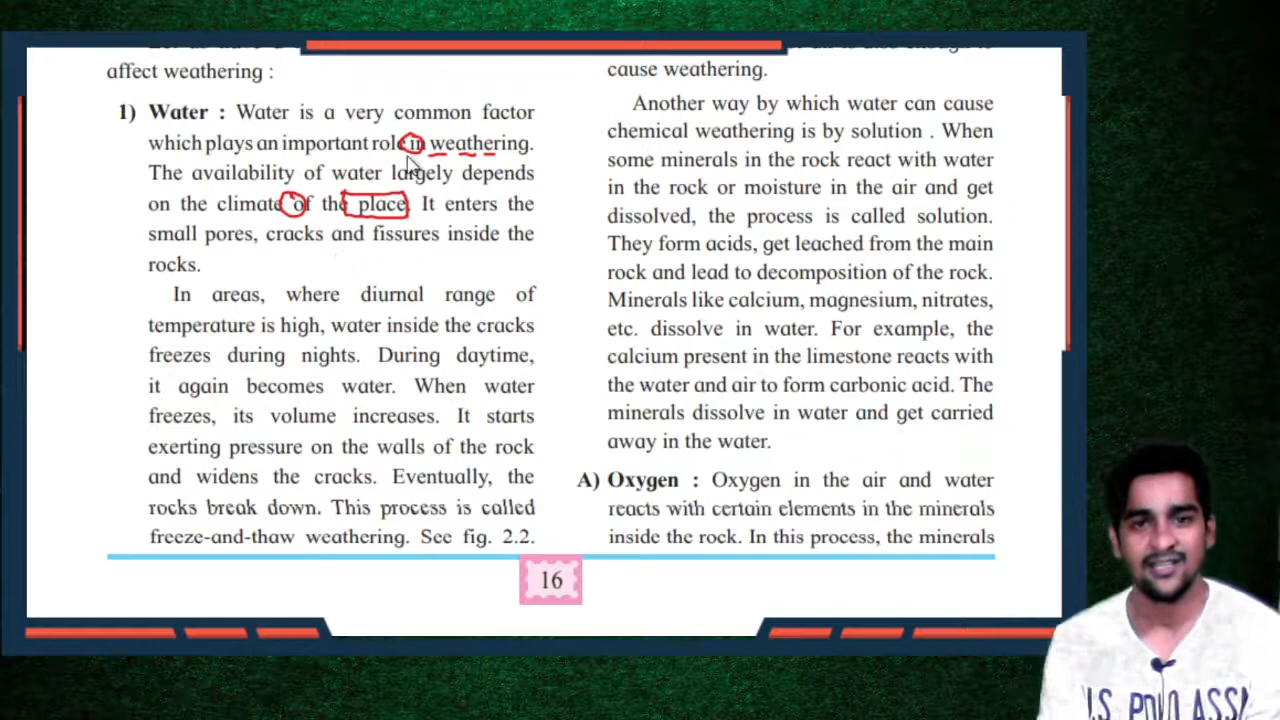 affect weathering :
1) Water : Water is a very common factor
which plays an important role in weathering.
The availability of water largely depends
on the climate of the place. It enters the
small pores, cracks and fissures inside the
rocks.
In areas, where diurnal range of
temperature is high, water inside the cracks
freezes during nights. During daytime,
it again becomes water. When water
freezes, its volume increases. It starts
exerting pressure on the walls of the rock
and widens the cracks. Eventually, the
rocks break down. This process is called
freeze-and-thaw weathering. See fig. 2.2.
cause weathering.
Another way by which water can cause
chemical weathering is by solution . When
some minerals in the rock react with water
in the rock or moisture in the air and get
dissolved, the process is called solution.
They form acids, get leached from the main
rock and lead to decomposition of the rock.
Minerals like calcium, magnesium, nitrates,
etc. dissolve in water. For example, the
calcium present in the limestone reacts with
the water and air to form carbonic acid. The
minerals dissolve in water and get carried
away in the water.
A) Oxygen : Oxygen in the air and water
reacts with certain elements in the minerals
inside the rock. In this process, the minerals
16
U.S. POLO ASSN